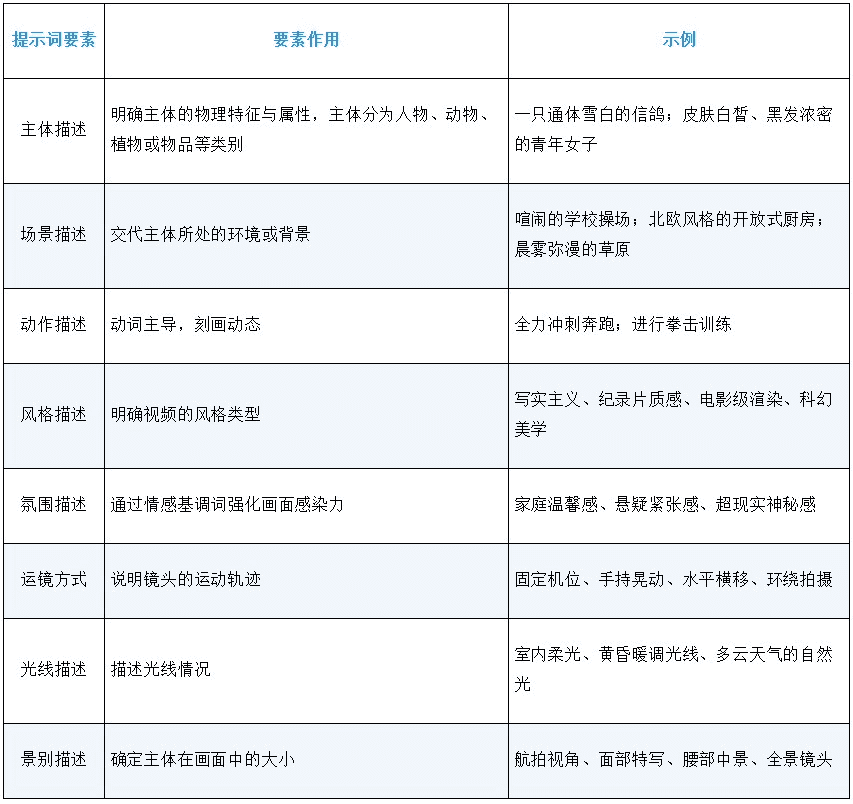 提示词要素 要素作用 示例
主体描述 明确主体的物理特征与属性，主体分为人物、动物、植物或物品等类别 一只通体雪白的信鸽；皮肤白皙、黑发浓密的青年女子
场景描述 交代主体所处的环境或背景 喧闹的学校操场；北欧风格的开放式厨房；晨雾弥漫的草原
动作描述 动词主导，刻画动态 全力冲刺奔跑；进行拳击训练
风格描述 明确视频的风格类型 写实主义、纪录片质感、电影级渲染、科幻美学
氛围描述 通过情感基调词强化画面感染力 家庭温馨感、悬疑紧张感、超现实神秘感
运镜方式 说明镜头的运动轨迹 固定机位、手持晃动、水平横移、环绕拍摄
光线描述 描述光线情况 室内柔光、黄昏暖调光线、多云天气的自然光
景别描述 确定主体在画面中的大小 航拍视角、面部特写、腰部中景、全景镜头